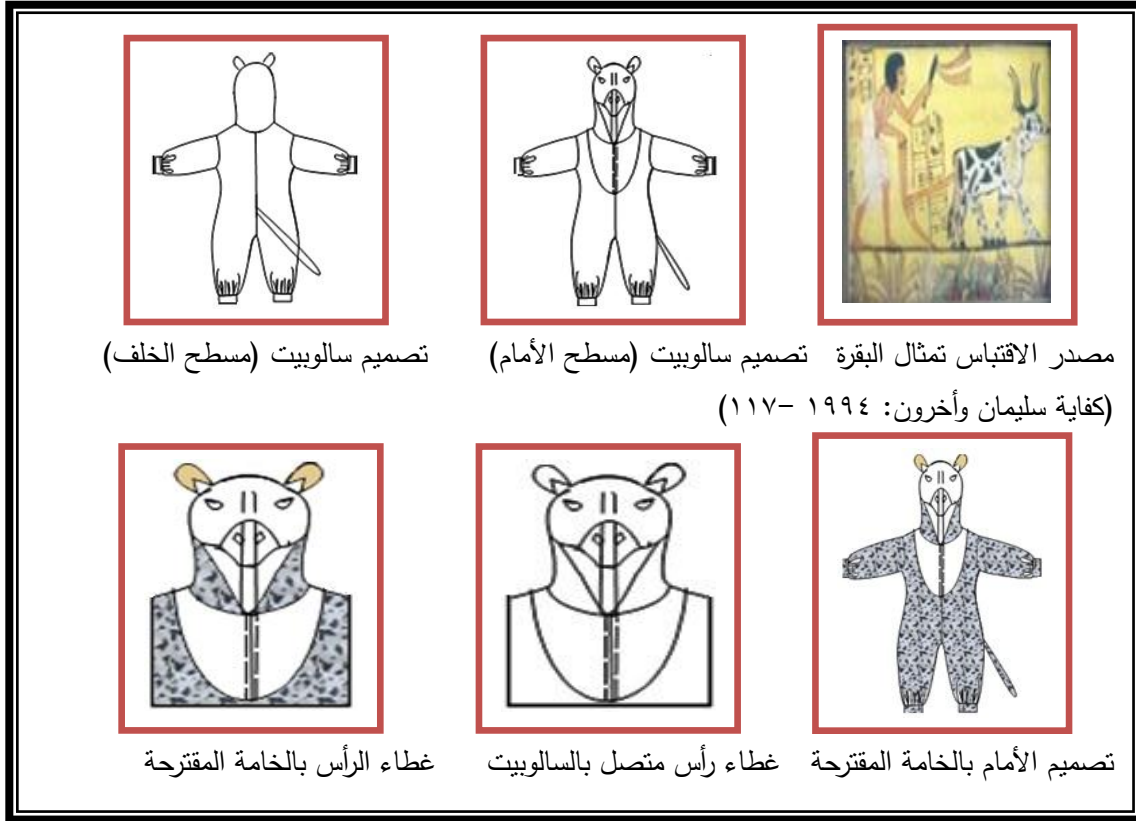 مصدر الاقتباس تمثال البقرة تصميم سالوبيت (مسطح الأمام) تصميم سالوبيت (مسطح الخلف)
(كفاية سليمان وأخرون: ١٩٩٤ -١١٧)
تصميم الأمام بالخامة المقترحة غطاء رأس متصل بالسالوبيت غطاء الرأس بالخامة المقترحة